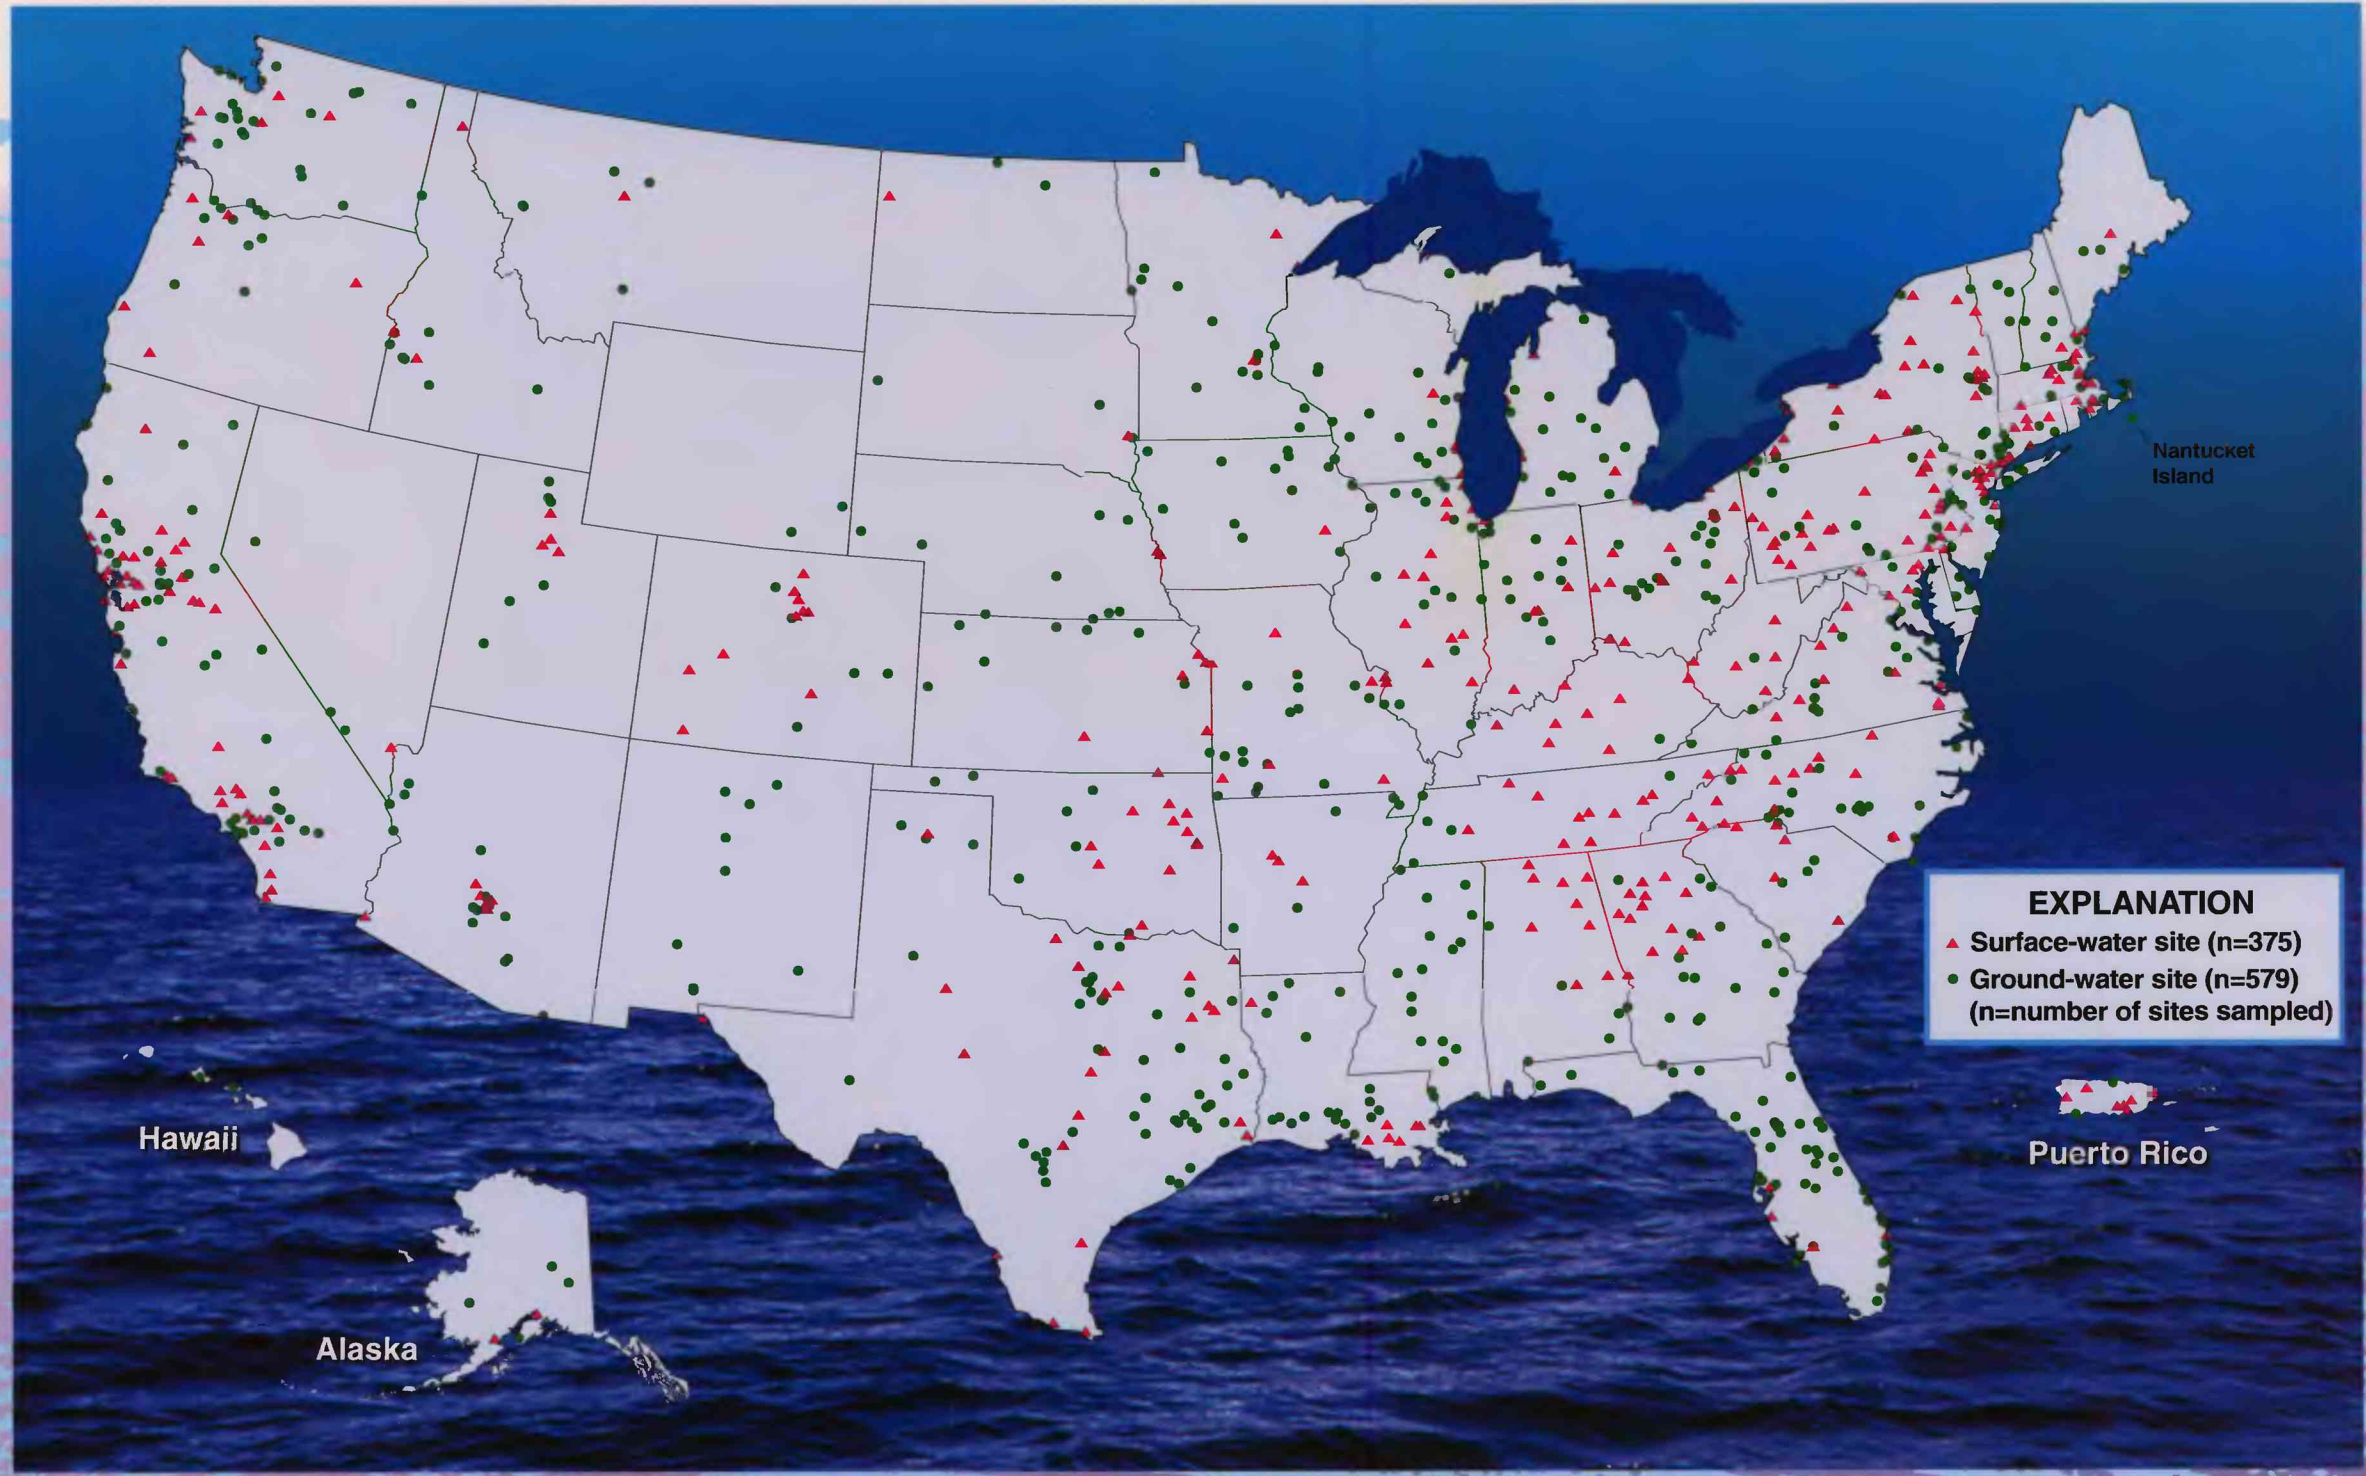 Nantucket
Island
EXPLANATION
Surface-water site (n=375)
Ground-water site (n=579)
(n=number of sites sampled)
Hawaii
Puerto Rico
Alaska